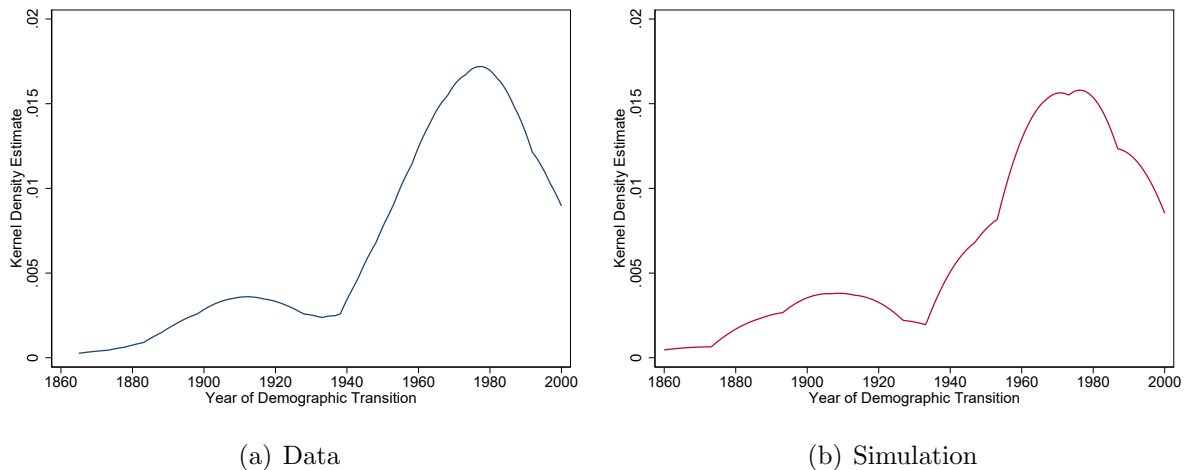 Kernel Density Estimate
.02
.015
.01
.005
0
1860 1880 1900 1920 1940 1960 1980 2000
Year of Demographic Transition
(a) Data
Kernel Density Estimate
.02
.015
.01
.005
0
1860 1880 1900 1920 1940 1960 1980 2000
Year of Demographic Transition
(b) Simulation